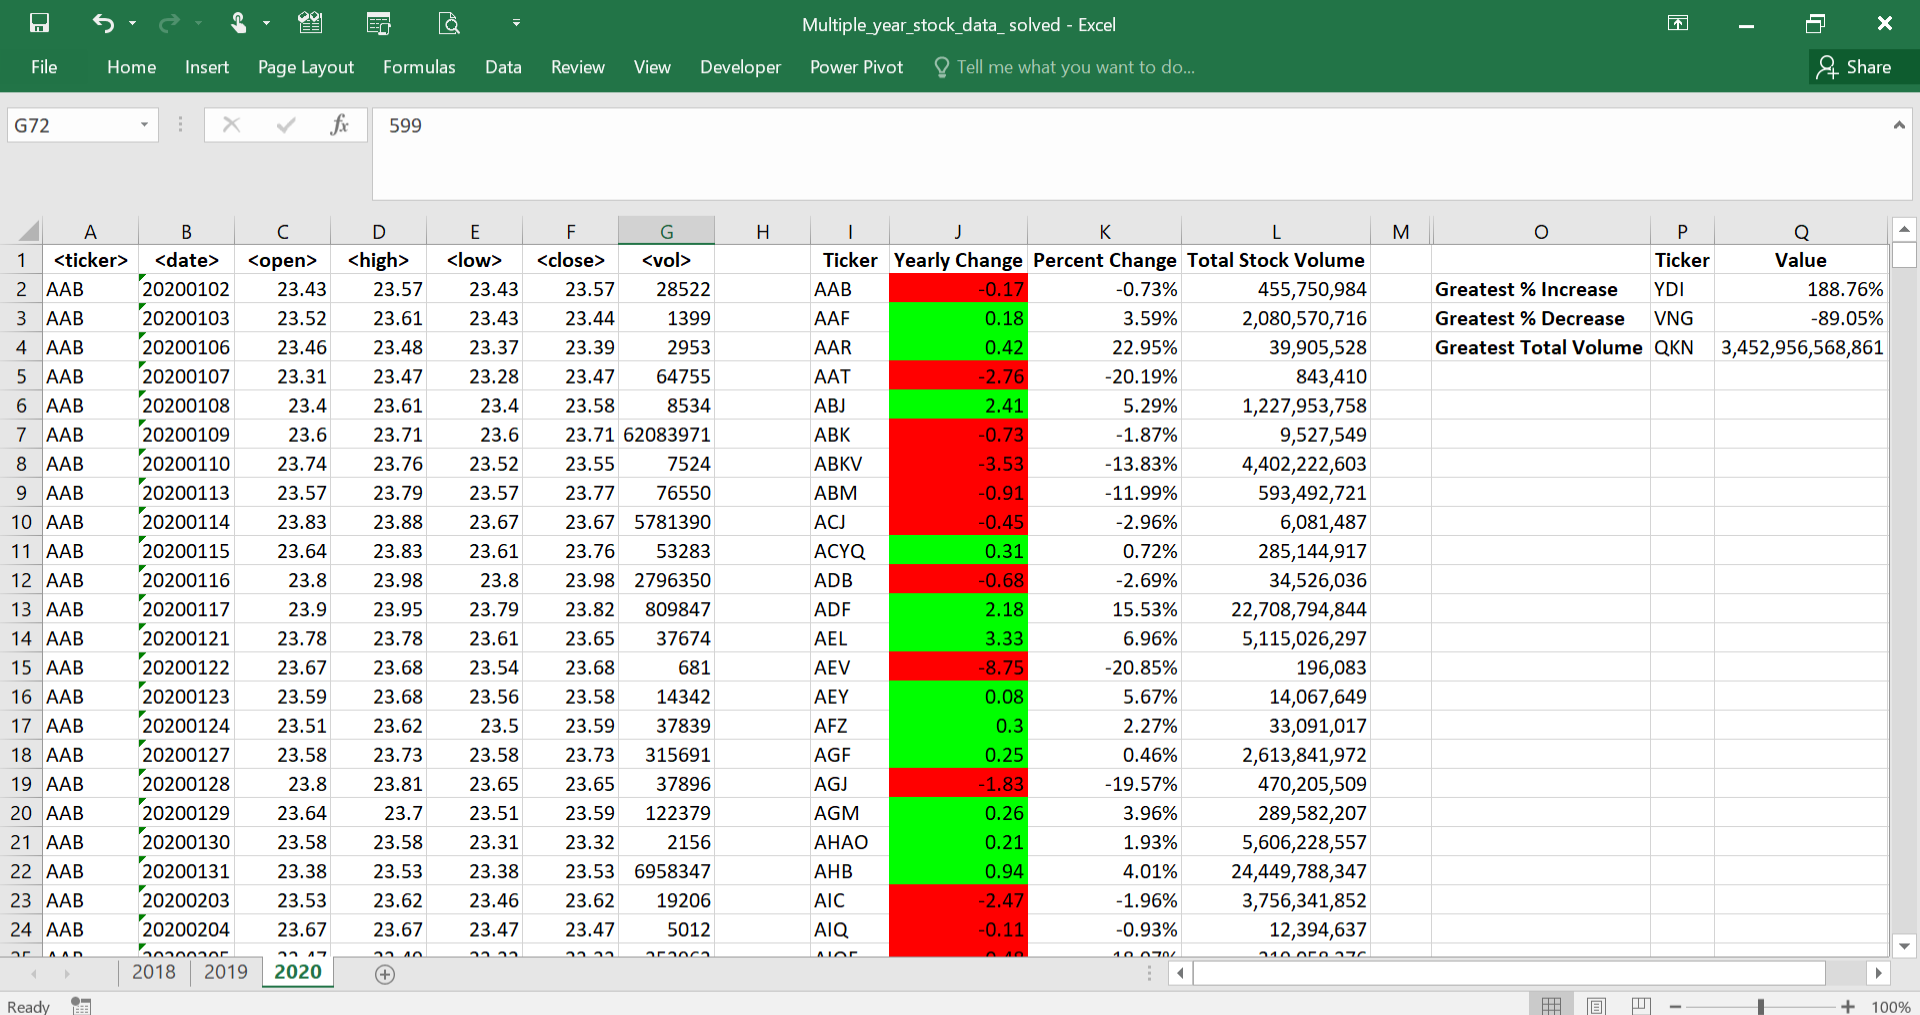 Multiple_year_stock_data_ solved - Excel
File Home Insert Page Layout Formulas Data Review View Developer Power Pivot Tell me what you want to do... Share
G72 fx 599
A B C D E F G H I J K L M O P Q
1 <ticker> <date> <open> <high> <low> <close> <vol> Ticker Yearly Change Percent Change Total Stock Volume Ticker Value
2 AAB 20200102 23.43 23.57 23.43 23.57 28522 AAB -0.17 -0.73% 455,750,984 Greatest % Increase YDI 188.76%
3 AAB 20200103 23.52 23.61 23.43 23.44 1399 AAF 0.18 3.59% 2,080,570,716 Greatest % Decrease VNG -89.05%
4 AAB 20200106 23.46 23.48 23.37 23.39 2953 AAR 0.42 22.95% 39,905,528 Greatest Total Volume QKN 3,452,956,568,861
5 AAB 20200107 23.31 23.47 23.28 23.47 64755 AAT -2.76 -20.19% 843,410
6 AAB 20200108 23.4 23.61 23.4 23.58 8534 ABJ 2.41 5.29% 1,227,953,758
7 AAB 20200109 23.6 23.71 23.6 23.71 62083971 ABK -0.73 -1.87% 9,527,549
8 AAB 20200110 23.74 23.76 23.52 23.55 7524 ABKV -3.53 -13.83% 4,402,222,603
9 AAB 20200113 23.57 23.79 23.57 23.77 76550 ABM -0.91 -11.99% 593,492,721
10 AAB 20200114 23.83 23.88 23.67 23.67 5781390 ACJ -0.45 -2.96% 6,081,487
11 AAB 20200115 23.64 23.83 23.61 23.76 53283 ACYQ 0.31 0.72% 285,144,917
12 AAB 20200116 23.8 23.98 23.8 23.98 2796350 ADB -0.68 -2.69% 34,526,036
13 AAB 20200117 23.9 23.95 23.79 23.82 809847 ADF 2.18 15.53% 22,708,794,844
14 AAB 20200121 23.78 23.78 23.61 23.65 37674 AEL 3.33 6.96% 5,115,026,297
15 AAB 20200122 23.67 23.68 23.54 23.68 681 AEV -8.75 -20.85% 196,083
16 AAB 20200123 23.59 23.68 23.56 23.58 14342 AEY 0.08 5.67% 14,067,649
17 AAB 20200124 23.51 23.62 23.5 23.59 37839 AFZ 0.3 2.27% 33,091,017
18 AAB 20200127 23.58 23.73 23.58 23.73 315691 AGF 0.25 0.46% 2,613,841,972
19 AAB 20200128 23.8 23.81 23.65 23.65 37896 AGJ -1.83 -19.57% 470,205,509
20 AAB 20200129 23.64 23.7 23.51 23.59 122379 AGM 0.26 3.96% 289,582,207
21 AAB 20200130 23.58 23.58 23.31 23.32 2156 AHAO 0.21 1.93% 5,606,228,557
22 AAB 20200131 23.38 23.53 23.38 23.53 6958347 AHB 0.94 4.01% 24,449,788,347
23 AAB 20200203 23.53 23.62 23.46 23.62 19206 AIC -2.47 -1.96% 3,756,341,852
24 AAB 20200204 23.67 23.67 23.47 23.47 5012 AIQ -0.11 -0.93% 12,394,637
2018 2019 2020
Ready 100%